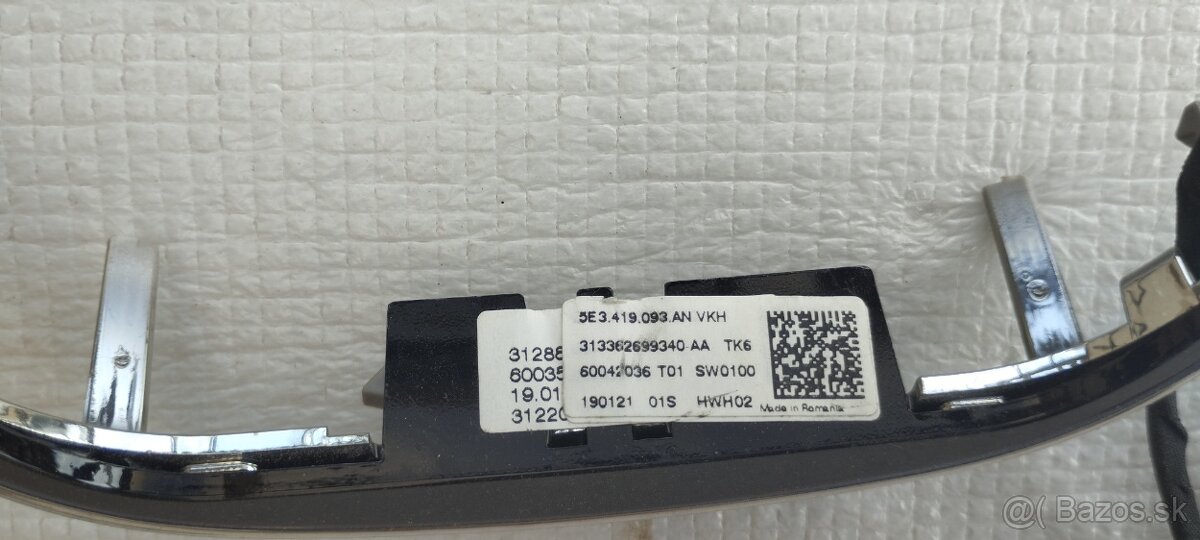 5E3.419.093.AN VKH
313362699340 AA TK6
60042036 T01 SW0100
190121 01S HWH02
Made in Romania
31286
60035
19.01
31220
@ Bazos.sk